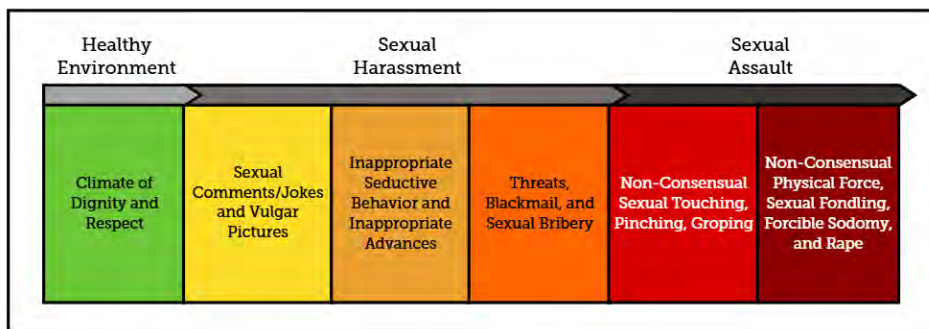 Healthy
Environment
Sexual
Harassment
Sexual
Assault
Climate of
Dignity and
Respect
Sexual
Comments/Jokes
and Vulgar
Pictures
Inappropriate
Seductive
Behavior and
Inappropriate
Advances
Threats,
Blackmail, and
Sexual Bribery
Non-Consensual
Sexual Touching,
Pinching, Groping
Non-Consensual
Physical Force,
Sexual Fondling,
Forcible Sodomy,
and Rape